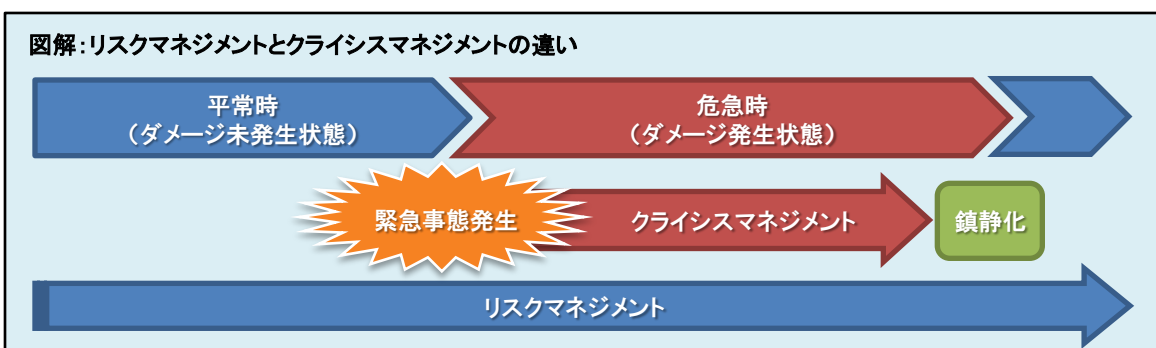 図解：リスクマネジメントとクライシスマネジメントの違い
平常時
（ダメージ未発生状態）
危急時
（ダメージ発生状態）
緊急事態発生
クライシスマネジメント
鎮静化
リスクマネジメント